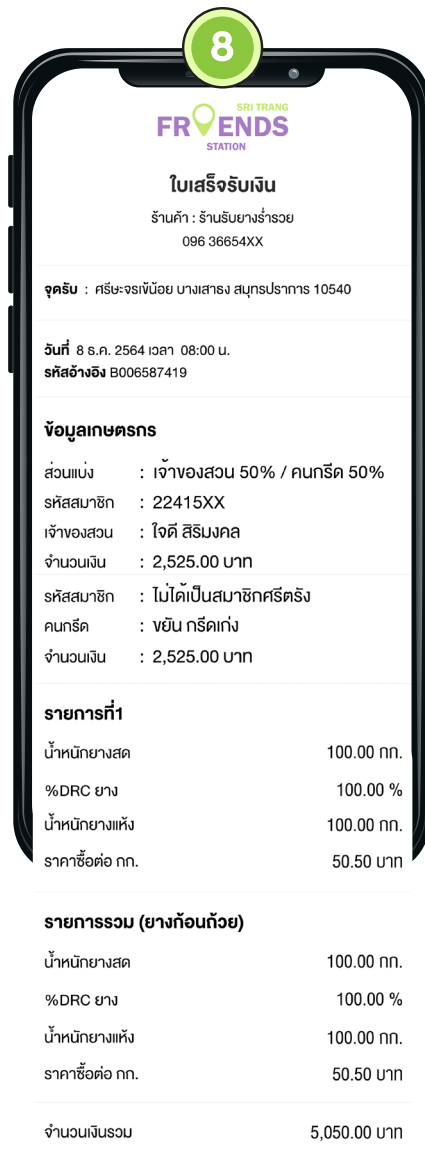 8
SRI TRANG
FRIENDS
STATION
ใบเสร็จรับเงิน
ร้านค้า : ร้านรับยางร่ำรวย
096 36654XX
จุดรับ : ศรีษะจรเข้น้อย บางเสาธง สมุทรปราการ 10540
วันที่ 8 ธ.ค. 2564 เวลา 08:00 น.
รหัสอ้างอิง B006587419
ข้อมูลเกษตรกร
ส่วนแบ่ง : เจ้าของสวน 50% / คนกรีด 50%
รหัสสมาชิก : 22415XX
เจ้าของสวน : ใจดี สิริมงคล
จำนวนเงิน : 2,525.00 บาท
รหัสสมาชิก : ไม่ได้เป็นสมาชิกศรีตรัง
คนกรีด : ขยัน กรีดเก่ง
จำนวนเงิน : 2,525.00 บาท
รายการที่1
น้ำหนักยางสด 100.00 กก.
%DRC ยาง 100.00 %
น้ำหนักยางแห้ง 100.00 กก.
ราคาซื้อต่อ กก. 50.50 บาท
รายการรวม (ยางก้อนถ้วย)
น้ำหนักยางสด 100.00 กก.
%DRC ยาง 100.00 %
น้ำหนักยางแห้ง 100.00 กก.
ราคาซื้อต่อ กก. 50.50 บาท
จำนวนเงินรวม 5,050.00 บาท